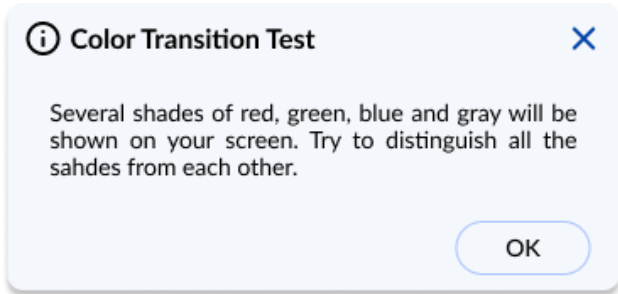 Color Transition Test
Several shades of red, green, blue and gray will be
shown on your screen. Try to distinguish all the
sahdes from each other.
OK